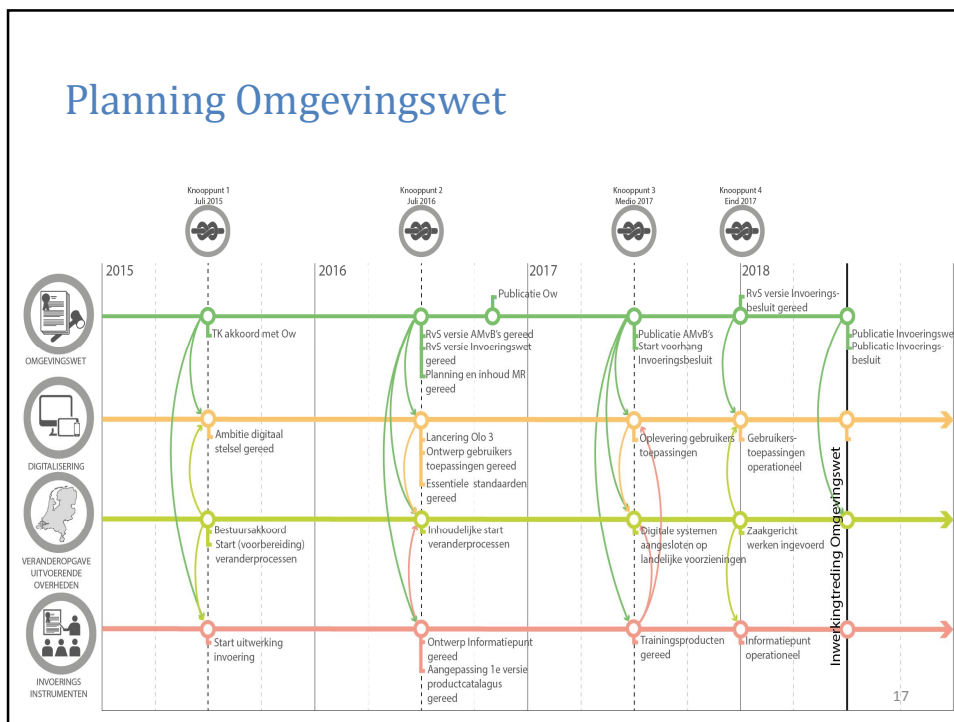 Planning Omgevingswet
Knooppunt 1
Juli 2015
Knooppunt 2
Juli 2016
Knooppunt 3
Medio 2017
Knooppunt 4
Eind 2017
2015
2016
2017
2018
OMGEVINGSWET
TK akkoord met Ow
RvS versie AMvB's gereed
RvS versie Invoeringswet
gereed
Planning en inhoud MR
gereed
Publicatie Ow
Publicatie AMvB's
Start voorhang
Invoeringsbesluit
RvS versie Invoerings-
besluit gereed
Publicatie Invoeringswe
Publicatie Invoerings-
besluit
DIGITALISERING
Ambitie digitaal
stelsel gereed
Lancering Olo 3
Ontwerp gebruikers
toepassingen gereed
Essentiele standaarden
gereed
Oplevering gebruikers
toepassingen
Gebruikers-
toepassingen
operationeel
VERANDEROPGAVE
UITVOERENDE
OVERHEDEN
Bestuursakkoord
Start (voorbereiding)
veranderprocessen
Inhoudelijke start
veranderprocessen
Digitale systemen
aangesloten op
landelijke voorzieningen
Zaakgericht
werken ingevoerd
Inwerkingtreding Omgevingswet
INVOERINGS
INSTRUMENTEN
Start uitwerking
invoering
Ontwerp Informatiepunt
gereed
Aangepassing 1e versie
productcatalagus
gereed
Trainingsproducten
gereed
Informatiepunt
operationeel
17